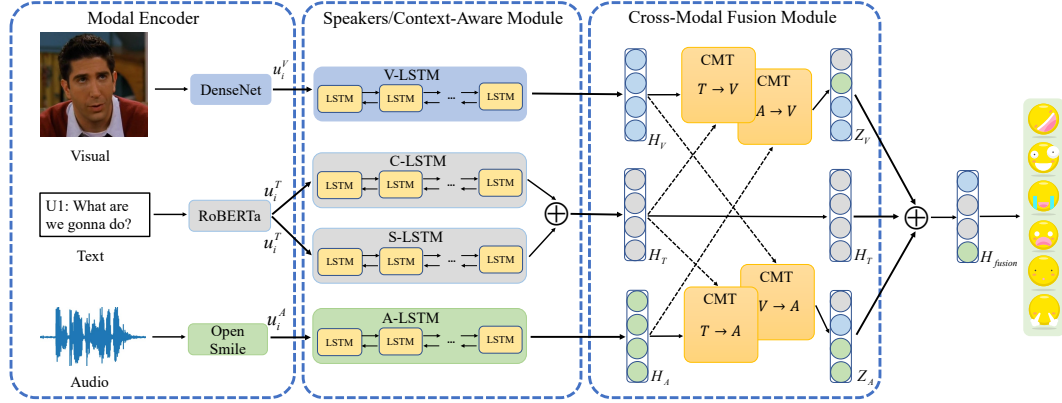 Modal Encoder
Speakers/Context-Aware Module
Cross-Modal Fusion Module
Visual
DenseNet
u_i^V
V-LSTM
LSTM
LSTM
...
LSTM
H_V
CMT
T → V
CMT
A → V
Z_V
U1: What are
we gonna do?
Text
RoBERTa
u_i^T
u_i^T
C-LSTM
LSTM
LSTM
...
LSTM
S-LSTM
LSTM
LSTM
...
LSTM
H_T
H_T
H_fusion
Audio
Open
Smile
u_i^A
A-LSTM
LSTM
LSTM
...
LSTM
H_A
CMT
T → A
CMT
V → A
Z_A